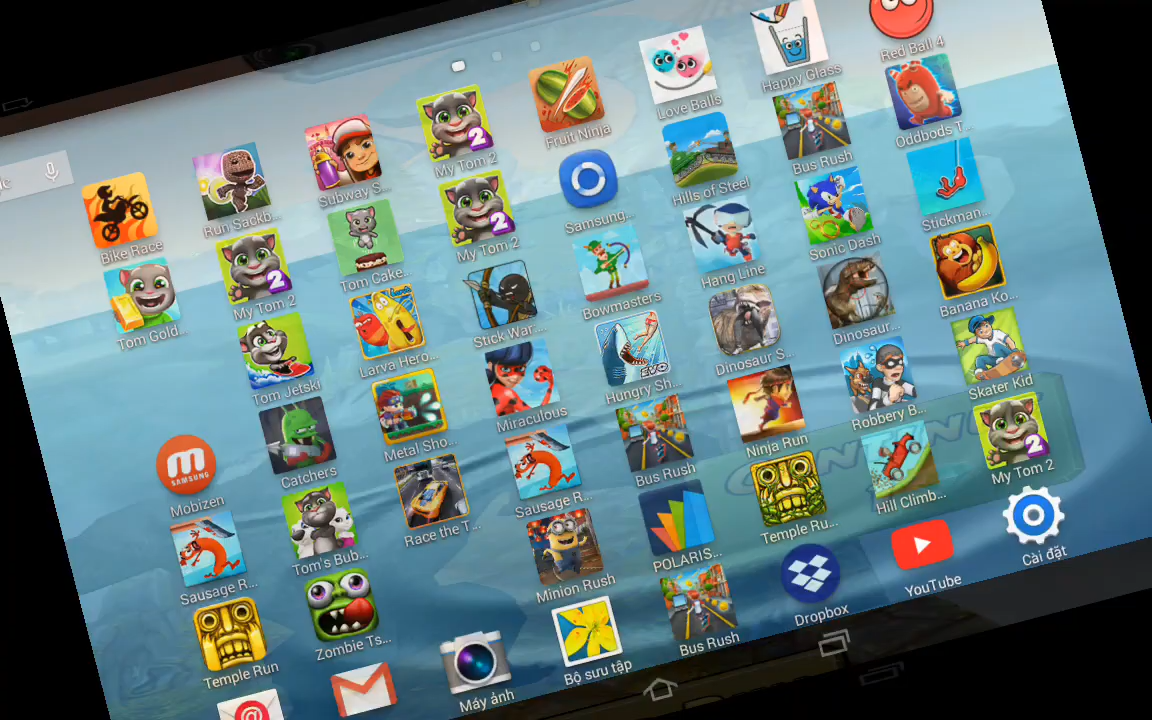 Bike Race
Run Sackb...
Subway S...
My Tom 2
Fruit Ninja
Love Balls
Happy Glass
Red Ball 4
Tom Gold...
My Tom 2
2
Tom Cake...
My Tom 2
2
Samsung...
Hills of Steel
Bus Rush
Oddbods T...
Tom Jetski
Larva Hero...
Stick War:...
Bowmasters
Hang Line
Sonic Dash
Stickman...
m
SAMSUNG
Mobizen
Catchers
Metal Sho...
Miraculous
EVO
Hungry Sh...
Dinosaur S...
Dinosaur...
Banana Ko...
Sausage R...
Tom's Bub...
Race the T...
Sausage R...
Bus Rush
Ninja Run
Robbery B...
Skater Kid
Temple Run
Zombie Ts...
Minion Rush
POLARIS...
Temple Ru...
Hill Climb...
2
My Tom 2
@
Máy ảnh
Bộ sưu tập
Bus Rush
Dropbox
YouTube
Cài đặt